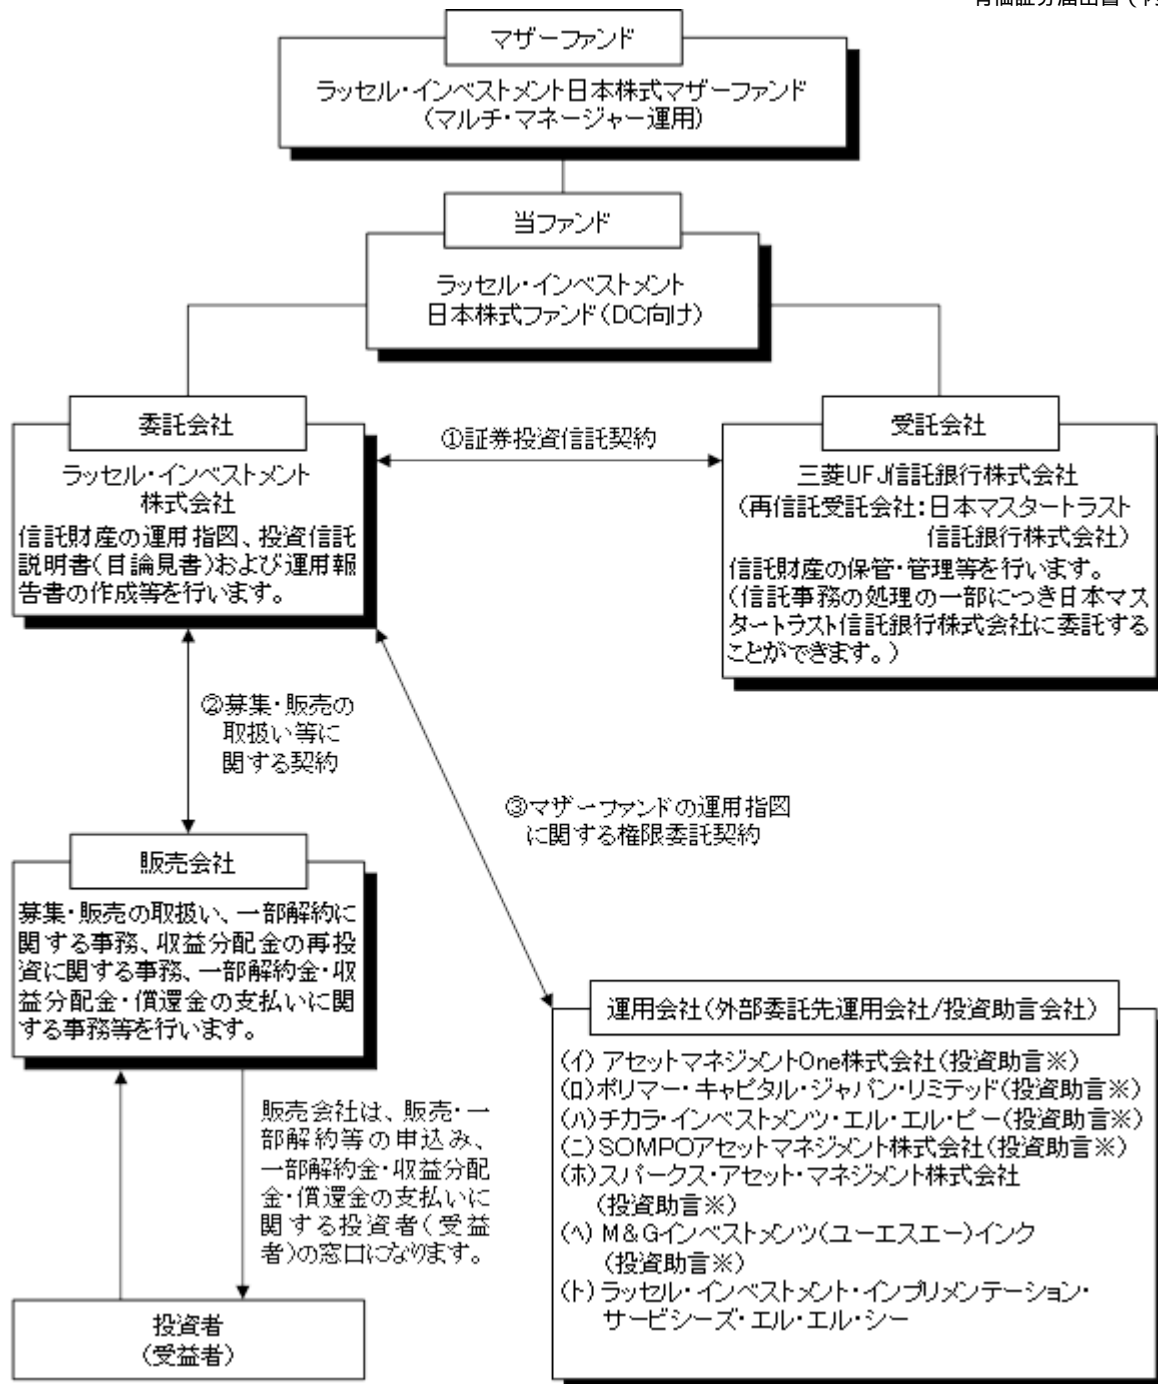 有価証券届出書（内
マザーファンド
ラッセル・インベストメント日本株式マザーファンド
（マルチ・マネージャー運用）
当ファンド
ラッセル・インベストメント
日本株式ファンド（DC向け）
委託会社
ラッセル・インベストメント
株式会社
信託財産の運用指図、投資信託
説明書（目論見書）および運用報
告書の作成等を行います。
①証券投資信託契約
受託会社
三菱UFJ信託銀行株式会社
（再信託受託会社：日本マスタートラスト
信託銀行株式会社）
信託財産の保管・管理等を行います。
（信託事務の処理の一部につき日本マス
タートラスト信託銀行株式会社に委託する
ことができます。）
②募集・販売の
取扱い等に
関する契約
③マザーファンドの運用指図
に関する権限委託契約
販売会社
募集・販売の取扱い、一部解約に
関する事務、収益分配金の再投
資に関する事務、一部解約金・収
益分配金・償還金の支払いに関
する事務等を行います。
販売会社は、販売・一
部解約等の申込み、
一部解約金・収益分配
金・償還金の支払いに
関する投資者（受益
者）の窓口になります。
投資者
（受益者）
運用会社（外部委託先運用会社/投資助言会社）
（イ）アセットマネジメントOne株式会社（投資助言※）
（ロ）ポリマー・キャピタル・ジャパン・リミテッド（投資助言※）
（ハ）チカラ・インベストメンツ・エル・エル・ピー（投資助言※）
（ニ）SOMPOアセットマネジメント株式会社（投資助言※）
（ホ）スパークス・アセット・マネジメント株式会社
（投資助言※）
（ヘ）M&Gインベストメンツ（ユーエスエー）インク
（投資助言※）
（ト）ラッセル・インベストメント・インプリメンテーション・
サービシーズ・エル・エル・シー